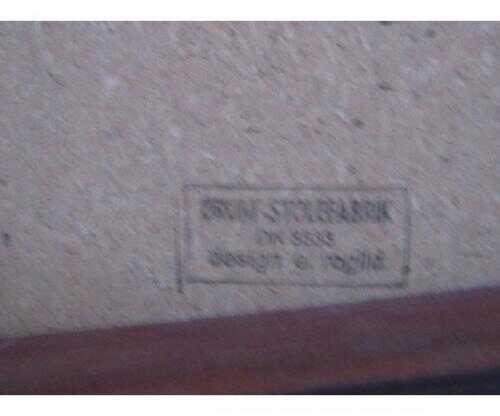 ØRUM-STOLEFABRIK
DK 8833
design